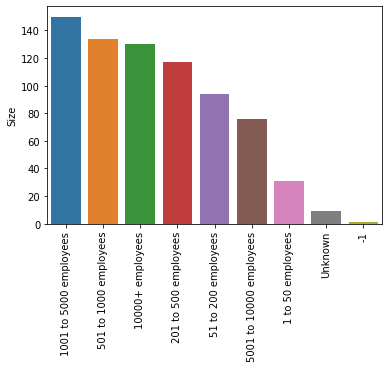 140
120
100
80
60
40
20
0
Size
1001 to 5000 employees
501 to 1000 employees
10000+ employees
201 to 500 employees
51 to 200 employees
5001 to 10000 employees
1 to 50 employees
Unknown
-1